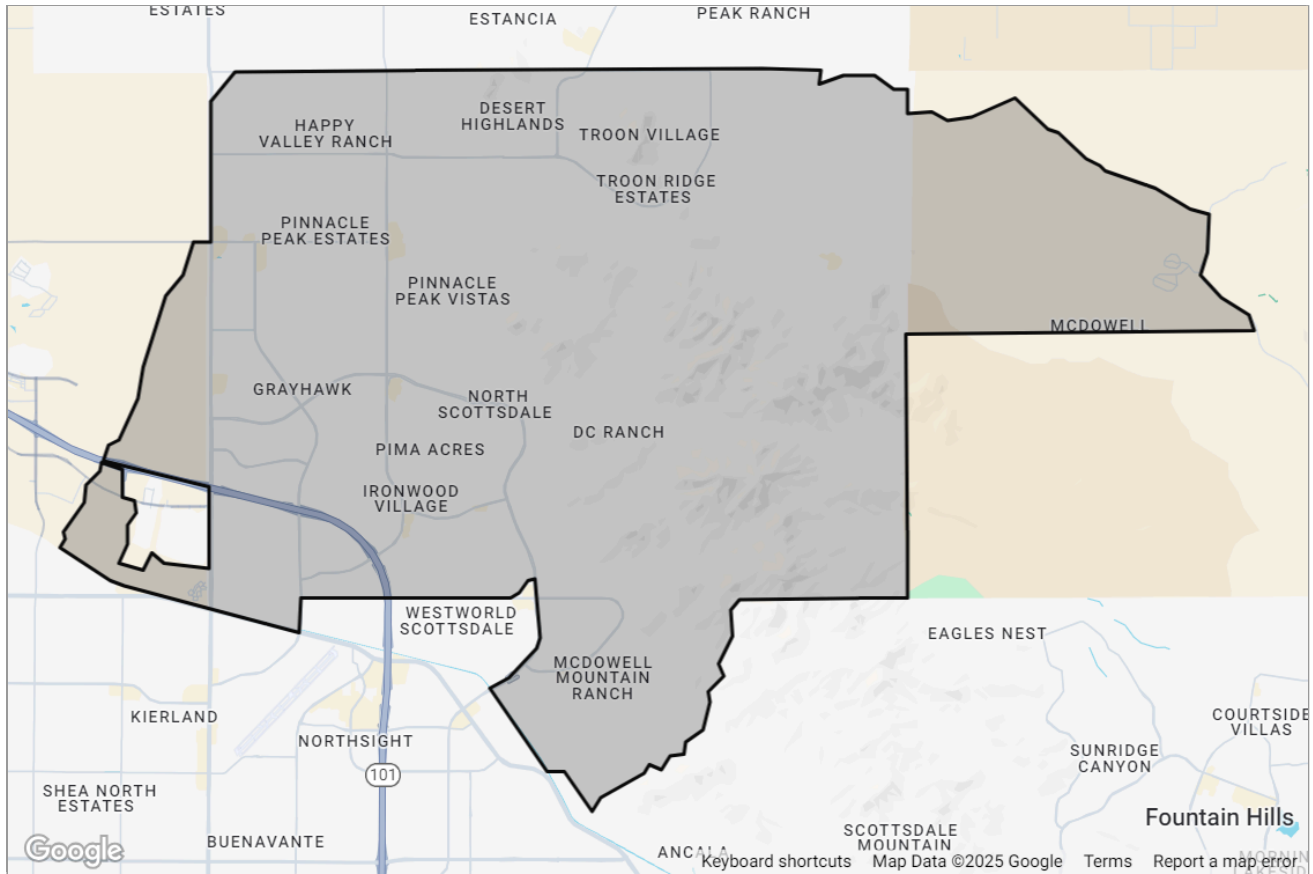 ESTATES
ESTANCIA
PEAK RANCH
HAPPY
VALLEY RANCH
DESERT
HIGHLANDS
TROON VILLAGE
TROON RIDGE
ESTATES
PINNACLE
PEAK ESTATES
PINNACLE
PEAK VISTAS
MCDOWELL
GRAYHAWK
NORTH
SCOTTSDALE
DC RANCH
PIMA ACRES
IRONWOOD
VILLAGE
WESTWORLD
SCOTTSDALE
EAGLES NEST
MCDOWELL
MOUNTAIN
RANCH
KIERLAND
COURTSIDE
VILLAS
NORTHSIGHT
SUNRIDGE
CANYON
101
SHEA NORTH
ESTATES
Fountain Hills
BUENAVANTE
SCOTTSDALE
MOUNTAIN
ANCALA
Google
Keyboard shortcuts
Map Data ©2025 Google
Terms
Report a map error